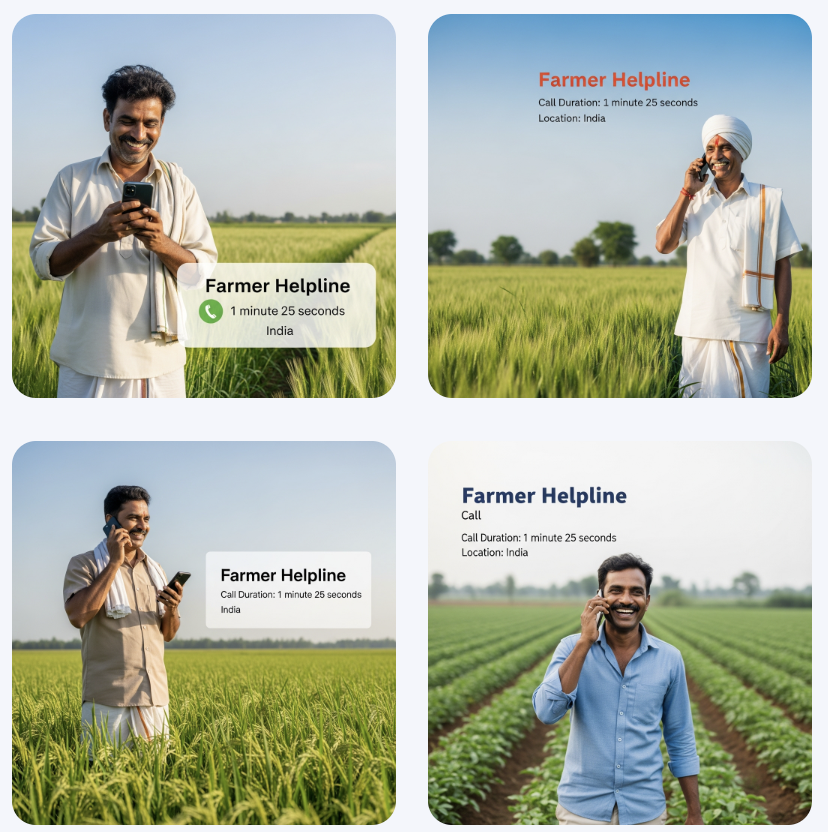 Farmer Helpline
1 minute 25 seconds
India
Farmer Helpline
Call Duration: 1 minute 25 seconds
Location: India
Farmer Helpline
Call Duration: 1 minute 25 seconds
India
Farmer Helpline
Call
Call Duration: 1 minute 25 seconds
Location: India